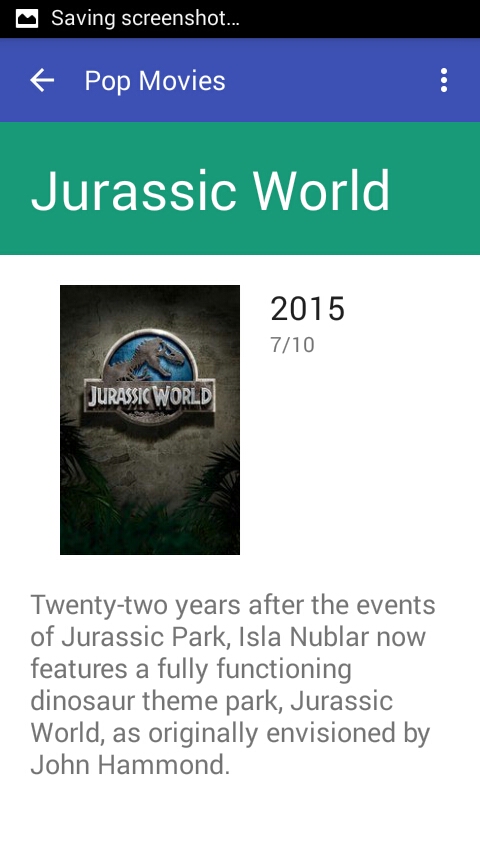 Saving screenshot...
Pop Movies
Jurassic World
2015
7/10
JURASSIC WORLD
Twenty-two years after the events
of Jurassic Park, Isla Nublar now
features a fully functioning
dinosaur theme park, Jurassic
World, as originally envisioned by
John Hammond.